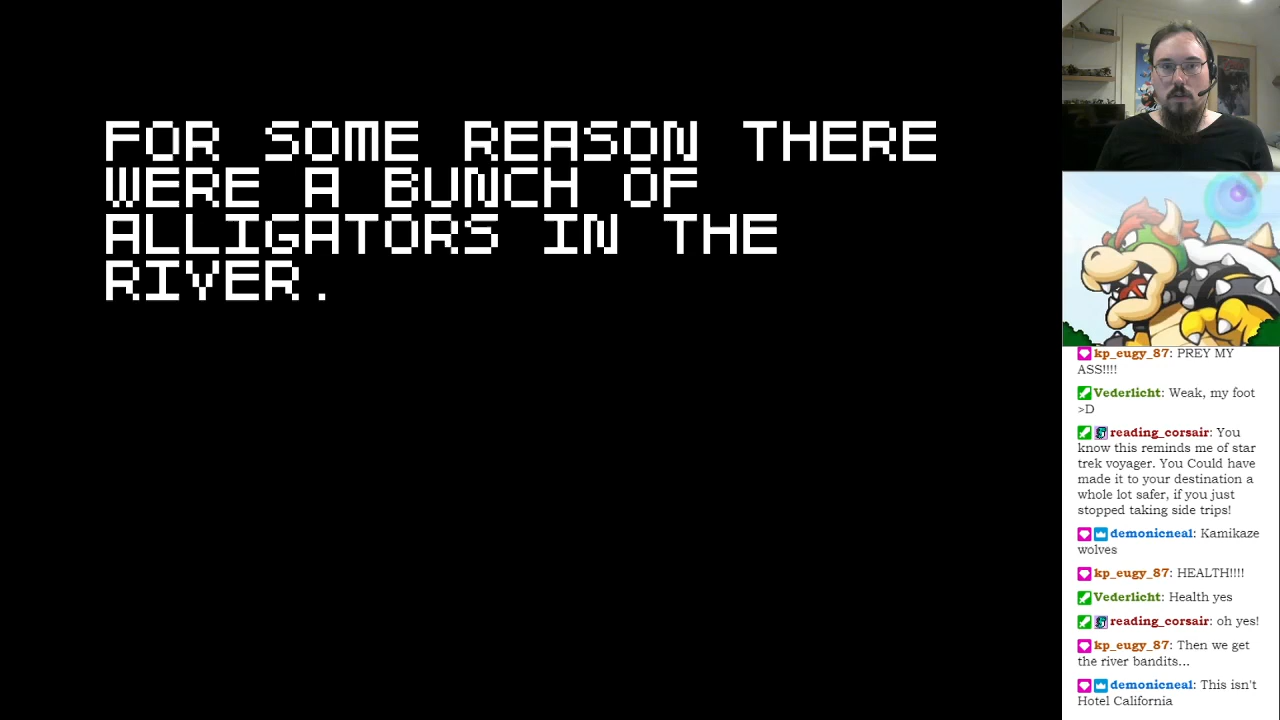 FOR SOME REASON THERE
WERE A BUNCH OF
ALLIGATORS IN THE
RIVER.
kp_eugy_87: PREY MY
ASS!!!!
Vederlicht: Weak, my foot
>D
reading_corsair: You
know this reminds me of star
trek voyager. You Could have
made it to your destination a
whole lot safer, if you just
stopped taking side trips!
demonicneal: Kamikaze
wolves
kp_eugy_87: HEALTH!!!!
Vederlicht: Health yes
reading_corsair: oh yes!
kp_eugy_87: Then we get
the river bandits...
demonicneal: This isn't
Hotel California